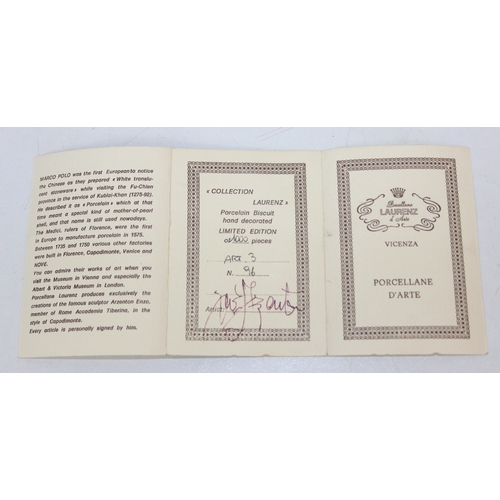 MARCO POLO was the first European to notice
the Chinese as they prepared «White translu-
cent stoneware» while visiting the Fu-Chien
province in the service of Kublai-Khan (1275-92).
He described it as «Porcelain» which at that
time meant a special kind of mother-of-pearl
shell, and that name is still used nowadays.
The Medici, rulers of Florence, were the first
in Europe to manufacture porcelain in 1575.
Between 1735 and 1750 various other factories
were built in Florence, Capodimonte, Venice and
NOVE.
You can admire their works of art when you
visit the Museum in Vienna and especially the
Albert & Victoria Museum in London.
Porcellane Laurenz produces exclusively the
creations of the famous sculptor Arzenton Enzo,
member of Rome Accademia Tiberina, in the
style of Capodimonte.
Every article is personally signed by him.
« COLLECTION
LAURENZ »
Porcelain Biscuit
hand decorated
LIMITED EDITION
of pieces
ART. 3
N. 96
Artist
Porcellane
LAURENZ
d'Arte
VICENZA
PORCELLANE
D'ARTE